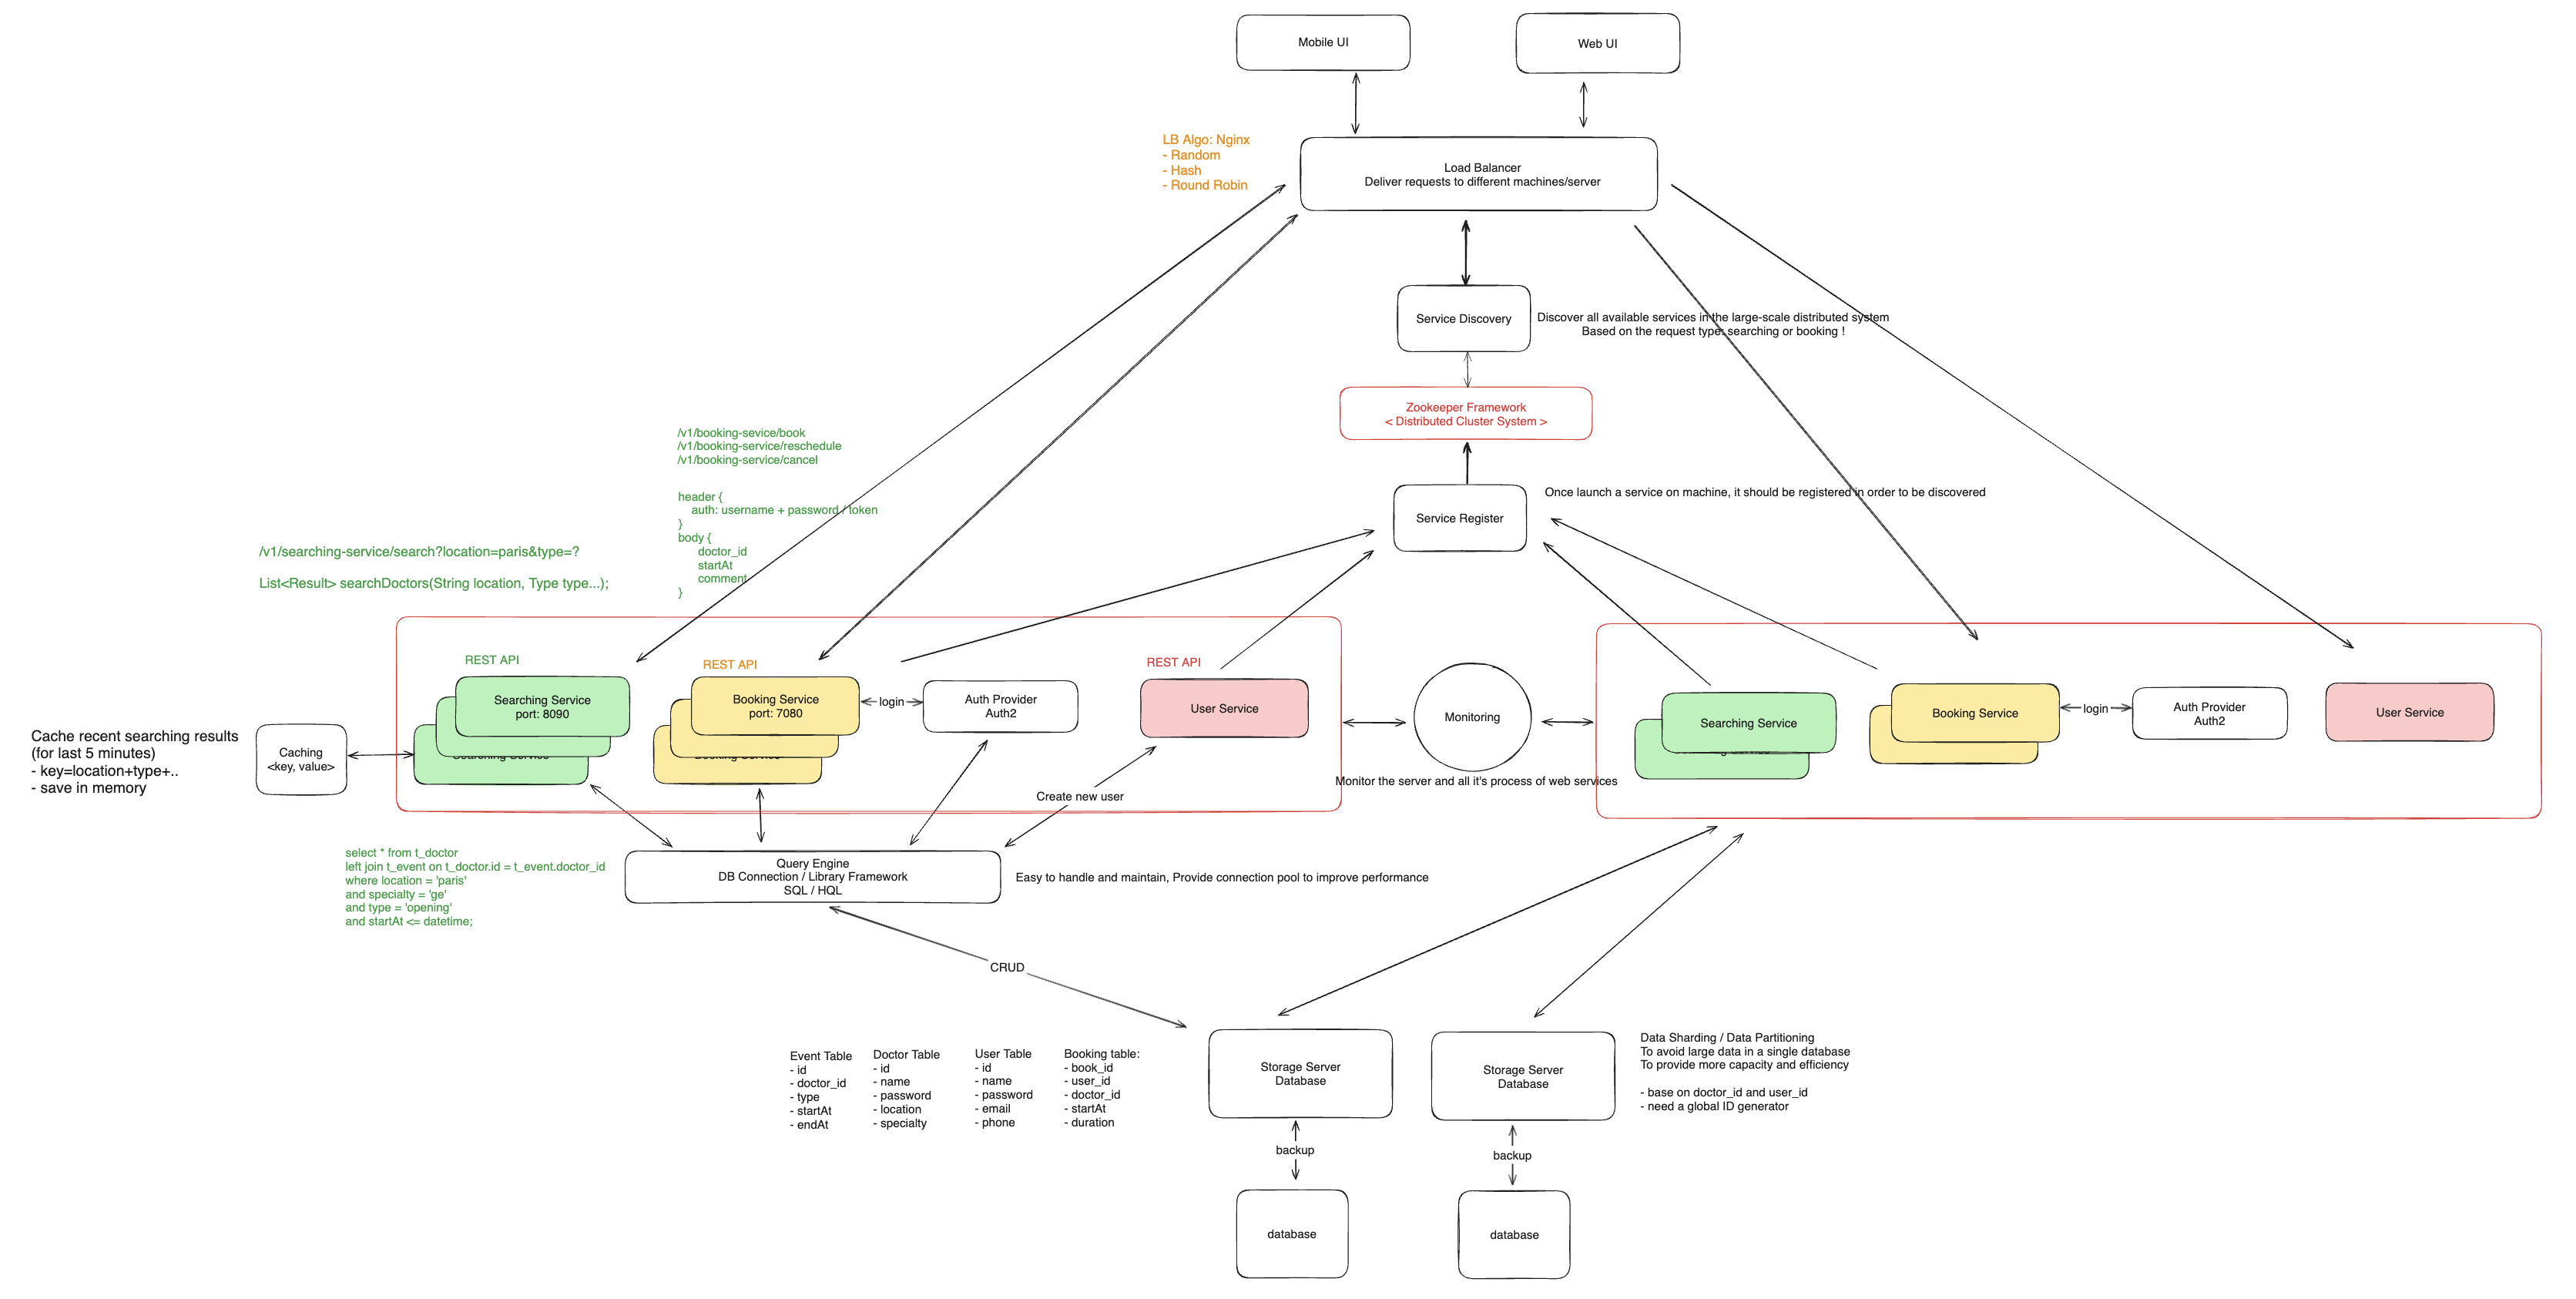 Mobile UI
Web UI
LB Algo: Nginx
- Random
- Hash
- Round Robin
Load Balancer
Deliver requests to different machines/server
Service Discovery
Discover all available services in the large-scale distributed system
Based on the request type: searching or booking !
Zookeeper Framework
< Distributed Cluster System >
/v1/booking-sevice/book
/v1/booking-service/reschedule
/v1/booking-service/cancel
header {
auth: username + password / token
}
body {
doctor_id
startAt
comment
}
Service Register
Once launch a service on machine, it should be registered in order to be discovered
/v1/searching-service/search?location=paris&type=?
List<Result> searchDoctors(String location, Type type...);
REST API
REST API
REST API
Searching Service
port: 8090
Searching Service
Booking Service
port: 7080
Booking Service
login
Auth Provider
Auth2
User Service
Monitoring
Monitor the server and all it's process of web services
Searching Service
Booking Service
login
Auth Provider
Auth2
User Service
Cache recent searching results
(for last 5 minutes)
- key=location+type+..
- save in memory
Caching
<key, value>
Create new user
select * from t_doctor
left join t_event on t_doctor.id = t_event.doctor_id
where location = 'paris'
and specialty = 'ge'
and type = 'opening'
and startAt <= datetime;
Query Engine
DB Connection / Library Framework
SQL / HQL
Easy to handle and maintain, Provide connection pool to improve performance
CRUD
Event Table
- id
- doctor_id
- type
- startAt
- endAt
Doctor Table
- id
- name
- password
- location
- specialty
User Table
- id
- name
- password
- email
- phone
Booking table:
- book_id
- user_id
- doctor_id
- startAt
- duration
Storage Server
Database
Storage Server
Database
Data Sharding / Data Partitioning
To avoid large data in a single database
To provide more capacity and efficiency
- base on doctor_id and user_id
- need a global ID generator
backup
backup
database
database